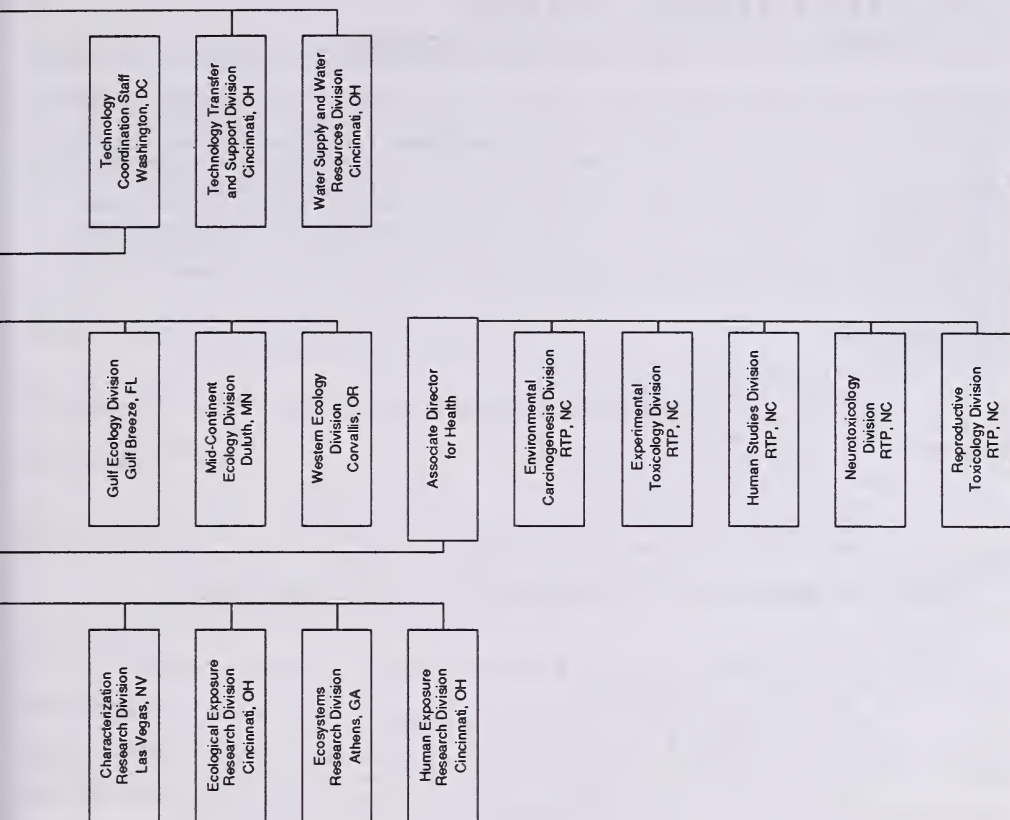 Characterization
Research Division
Las Vegas, NV
Ecological Exposure
Research Division
Cincinnati, OH
Ecosystems
Research Division
Athens, GA
Human Exposure
Research Division
Cincinnati, OH
Gulf Ecology Division
Gulf Breeze, FL
Mid-Continent
Ecology Division
Duluth, MN
Western Ecology
Division
Corvallis, OR
Associate Director
for Health
Environmental
Carcinogenesis Division
RTP, NC
Experimental
Toxicology Division
RTP, NC
Human Studies Division
RTP, NC
Neurotoxicology
Division
RTP, NC
Reproductive
Toxicology Division
RTP, NC
Technology
Coordination Staff
Washington, DC
Technology Transfer
and Support Division
Cincinnati, OH
Water Supply and Water
Resources Division
Cincinnati, OH